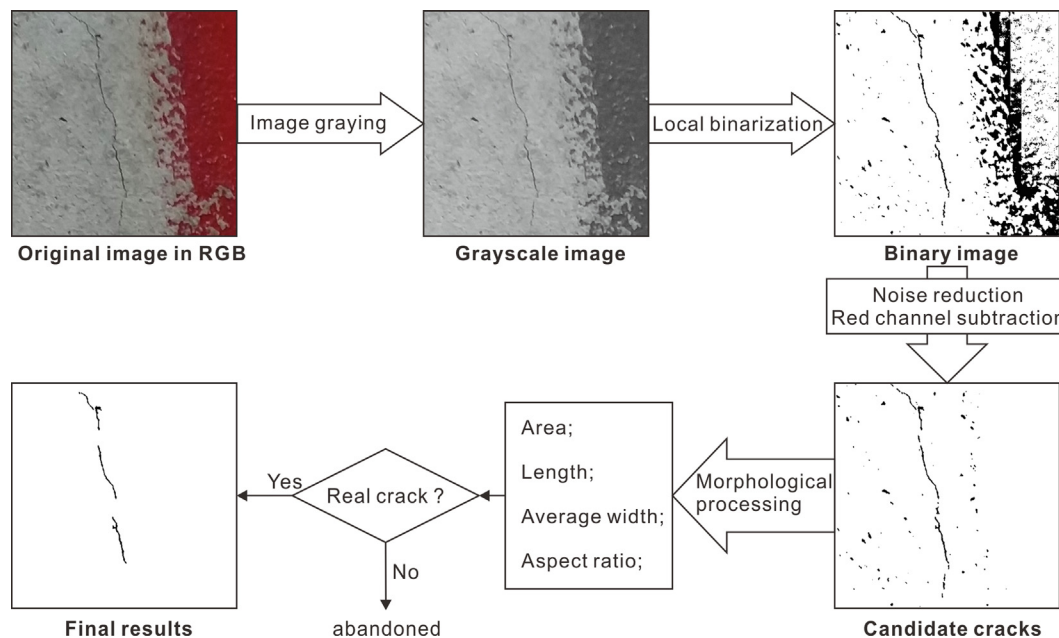 Image graying
Local binarization
Original image in RGB
Grayscale image
Binary image
Noise reduction
Red channel subtraction
Area;
Length;
Average width;
Aspect ratio;
Morphological
processing
Real crack ?
Yes
No
abandoned
Final results
Candidate cracks